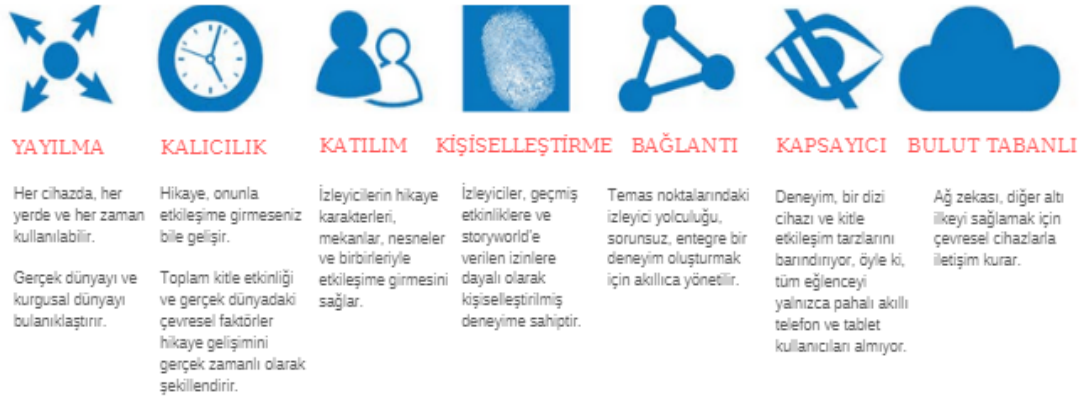 YAYILMA
Her cihazda, her
yerde ve her zaman
kullanılabilir.
Gerçek dünyayı ve
kurgusal dünyayı
bulanıklaştırır.
KALICILIK
Hikaye, onunla
etkileşime girmeseniz
bile gelişir.
Toplam kitle etkinliği
ve gerçek dünyadaki
çevresel faktörler
hikaye gelişimini
gerçek zamanlı olarak
şekillendirir.
KATILIM
İzleyicilerin hikaye
karakterleri,
mekanlar, nesneler
ve birbirleriyle
etkileşime girmesini
sağlar.
KİŞİSELLEŞTİRME
İzleyiciler, geçmiş
etkinliklere ve
storyworld'e
verilen izinlere
dayalı olarak
kişiselleştirilmiş
deneyime sahiptir.
BAĞLANTI
Temas noktalarındaki
izleyici yolculuğu,
sorunsuz, entegre bir
deneyim oluşturmak
için akıllıca yönetilir.
KAPSAYICI
Deneyim, bir dizi
cihazı ve kitle
etkileşim tarzlarını
barındırıyor, öyle ki,
tüm eğlenceyi
yalnızca pahalı akıllı
telefon ve tablet
kullanıcıları almıyor.
BULUT TABANLI
Ağ zekası, diğer altı
ilkeyi sağlamak için
çevresel cihazlarla
iletişim kurar.